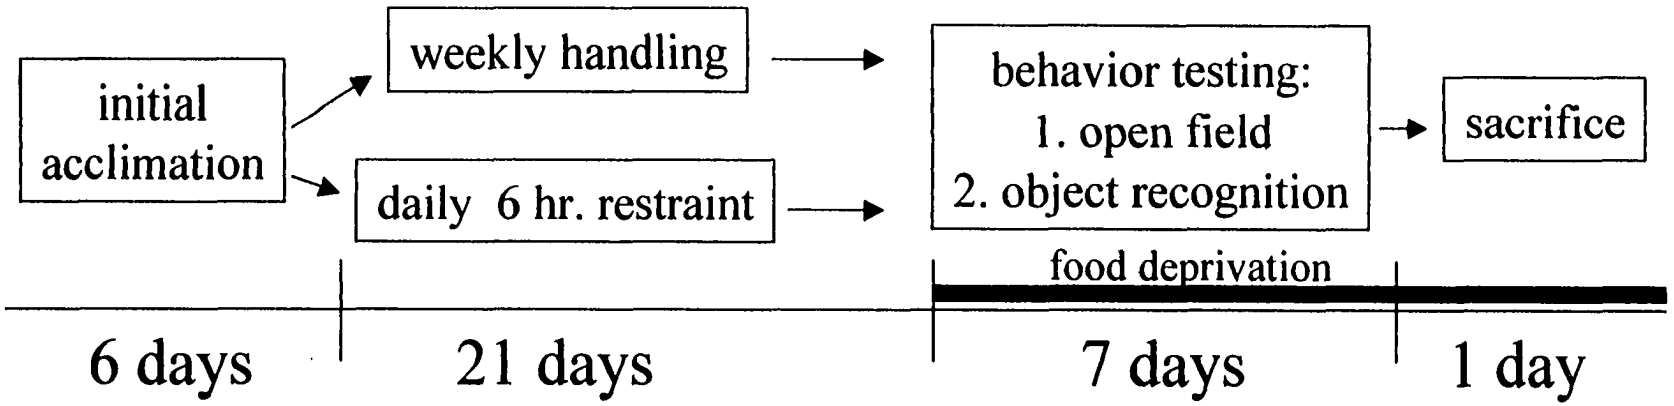 initial
acclimation
weekly handling
daily 6 hr. restraint
behavior testing:
1. open field
2. object recognition
sacrifice
food deprivation
6 days
21 days
7 days
1 day